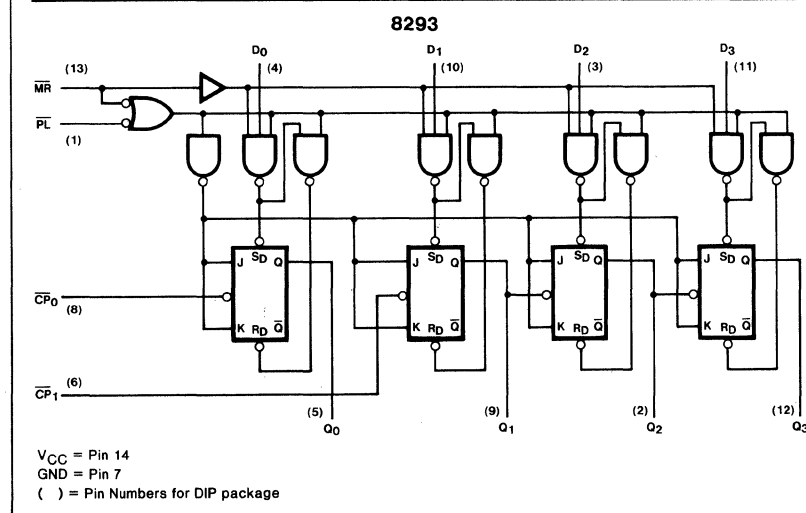 8293
D0 D1 D2 D3
(13) (4) (10) (3) (11)
MR
PL
(1)
J SD Q J SD Q J SD Q J SD Q
CP0
(8)
K RD Q K RD Q K RD Q K RD Q
(6)
CP1
(5) (9) (2) (12)
Q0 Q1 Q2 Q3
VCC = Pin 14
GND = Pin 7
( ) = Pin Numbers for DIP package